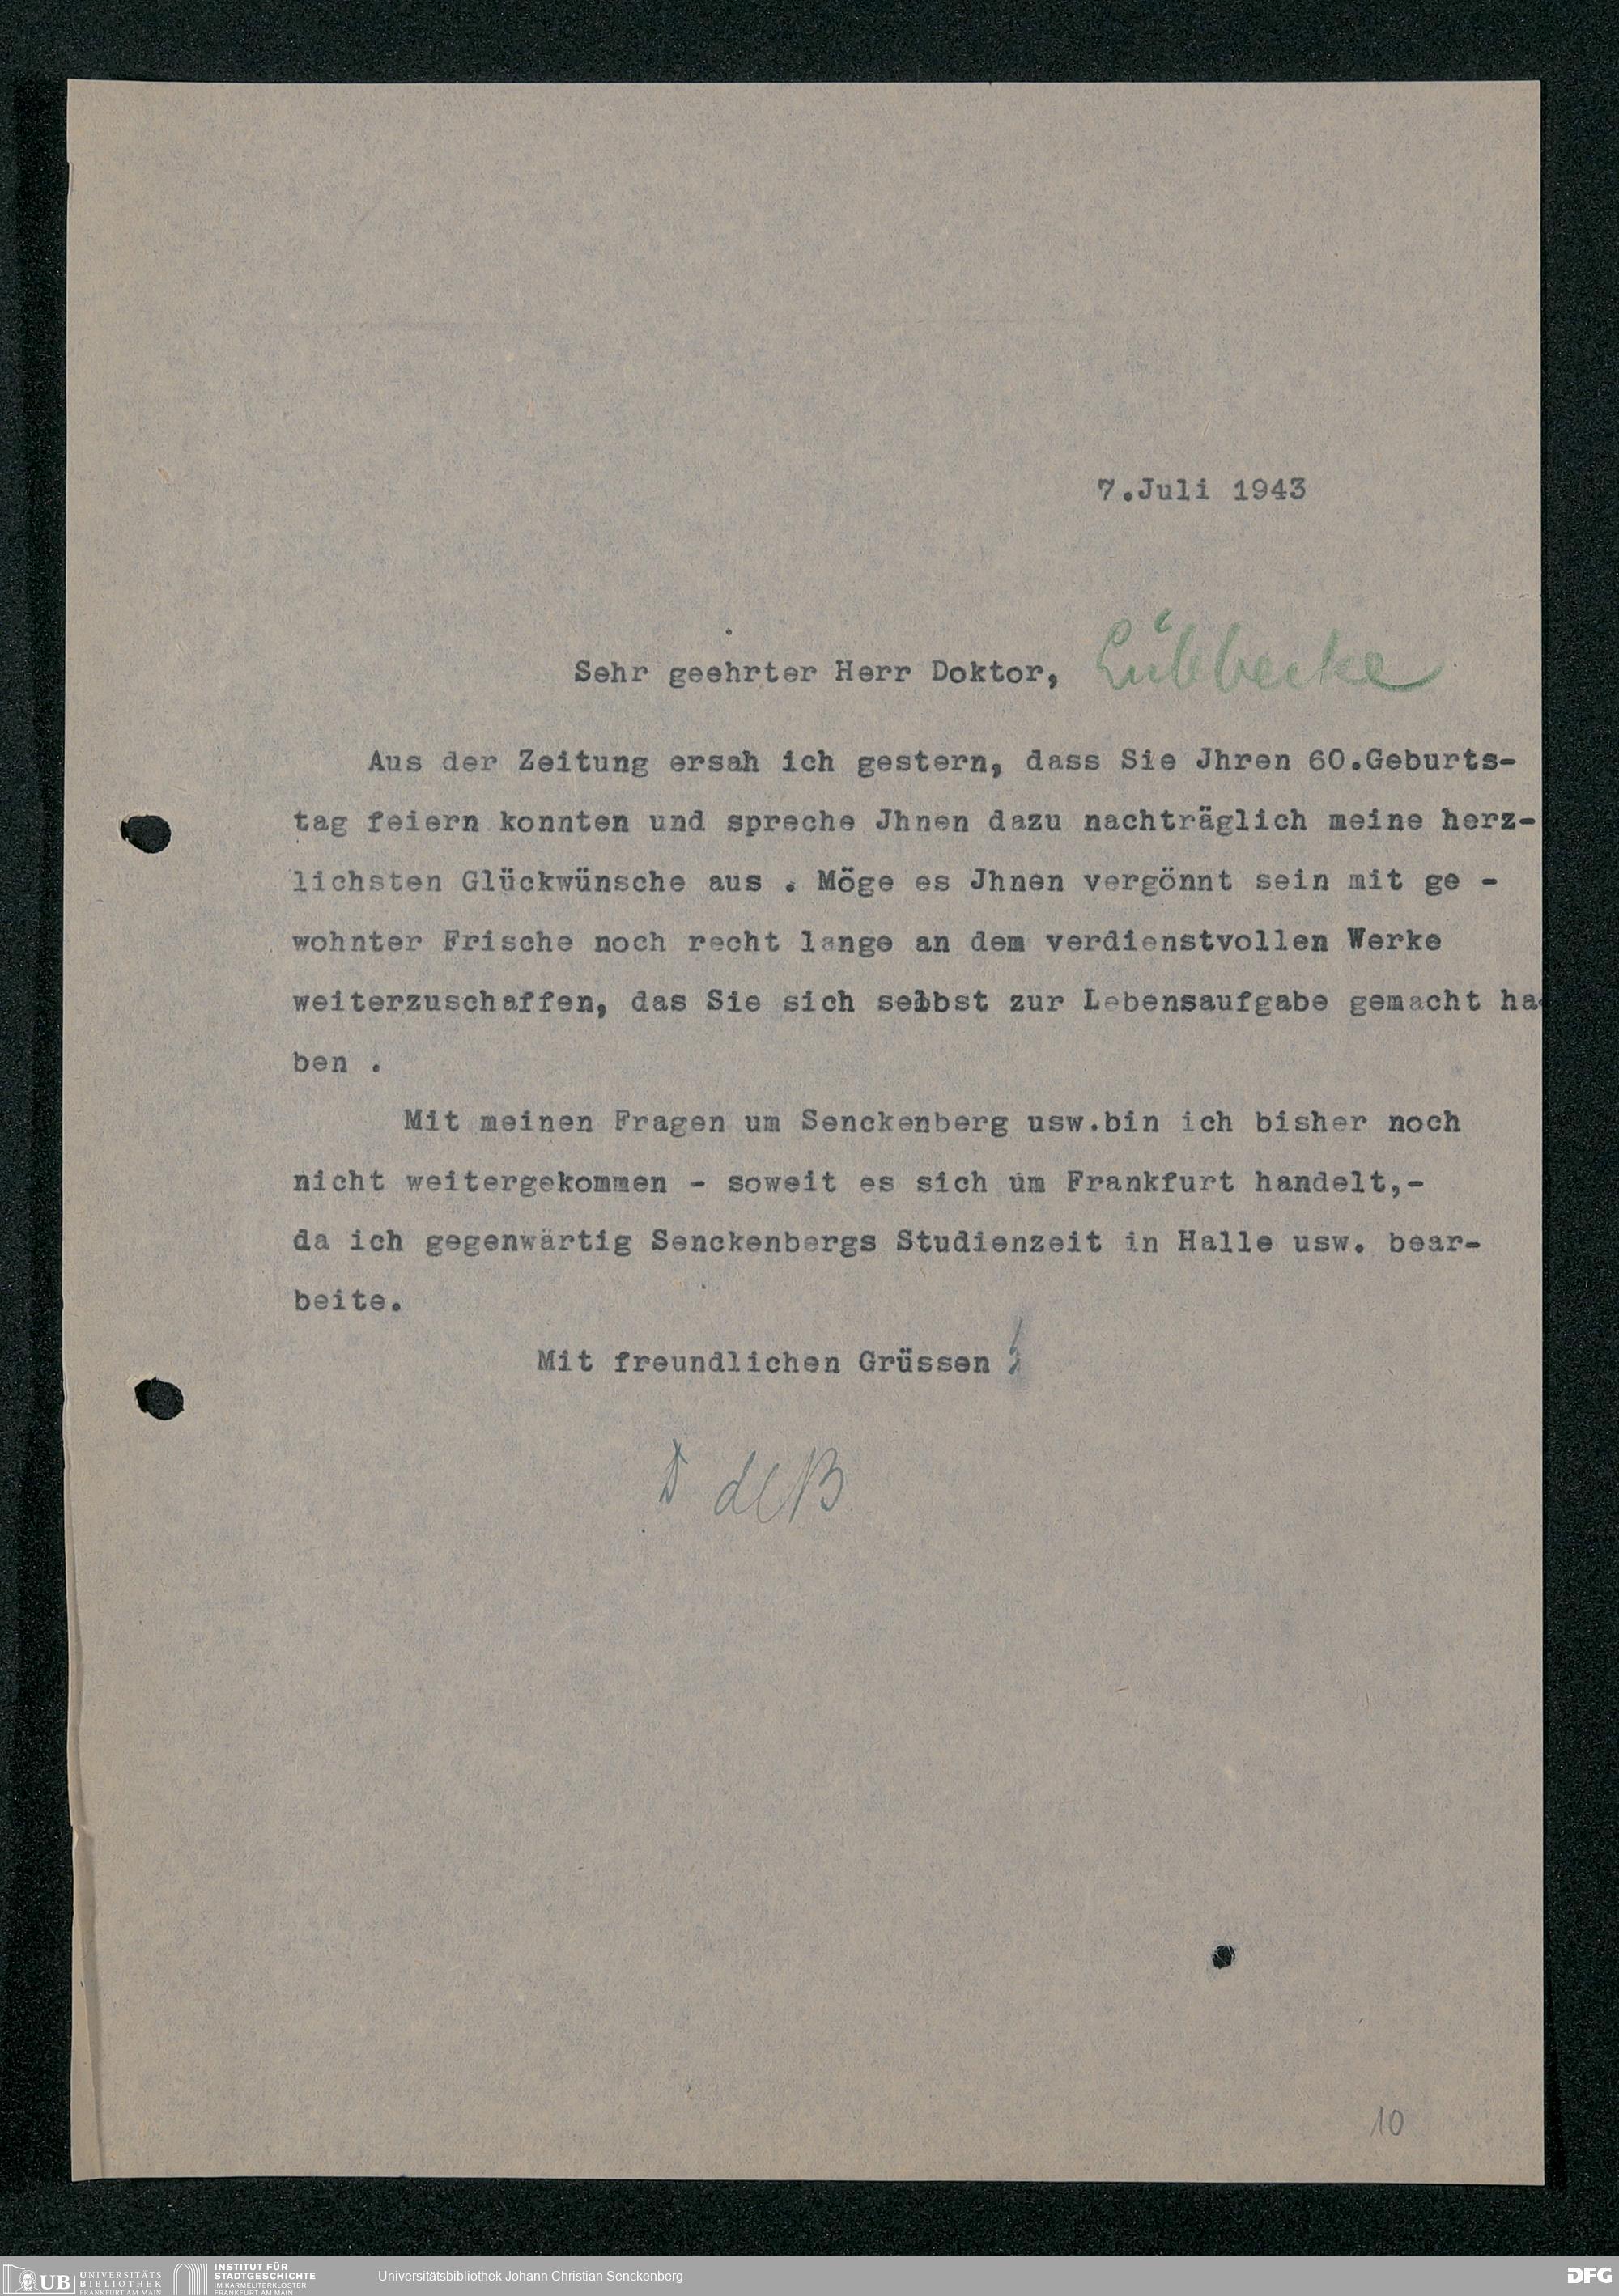 7.Juli 1943
Sehr geehrter Herr Doktor, Lübbecke
Aus der Zeitung ersah ich gestern, dass Sie Jhren 60.Geburts-
tag feiern konnten und spreche Jhnen dazu nachträglich meine herz-
lichsten Glückwünsche aus . Möge es Jhnen vergönnt sein mit ge -
wohnter Frische noch recht lange an dem verdienstvollen Werke
weiterzuschaffen, das Sie sich selbst zur Lebensaufgabe gemacht ha-
ben .
Mit meinen Fragen um Senckenberg usw.bin ich bisher noch
nicht weitergekommen - soweit es sich um Frankfurt handelt,-
da ich gegenwärtig Senckenbergs Studienzeit in Halle usw. bear-
beite.
Mit freundlichen Grüssen !
D de B.
10
UB UNIVERSITÄTS
BIBLIOTHEK
FRANKFURT AM MAIN
INSTITUT FÜR
STADTGESCHICHTE
IM KARMELITERKLOSTER
FRANKFURT AM MAIN
Universitätsbibliothek Johann Christian Senckenberg
DFG